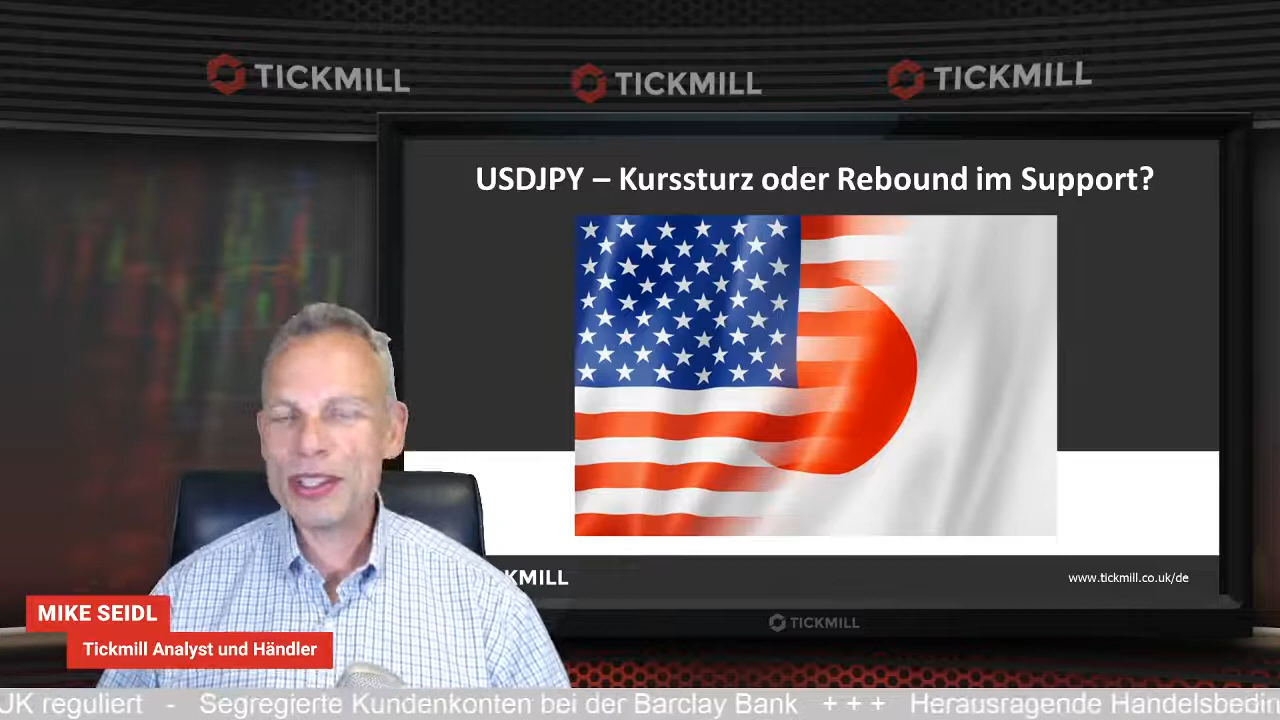 TICKMILL
TICKMILL
TICKMILL
USDJPY – Kurssturz oder Rebound im Support?
KMILL
www.tickmill.co.uk/de
TICKMILL
MIKE SEIDL
Tickmill Analyst und Händler
UK reguliert - Segregierte Kundenkonten bei der Barclay Bank + + + Herausragende Handelsbedin